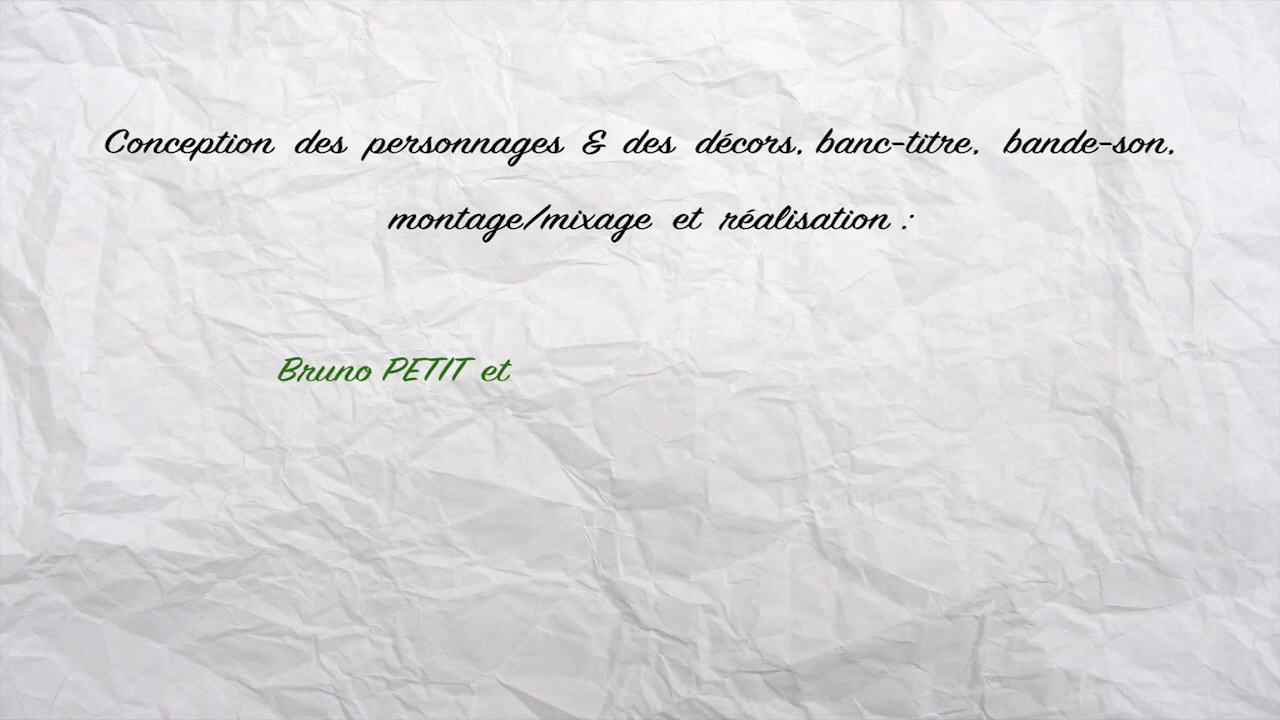 Conception des personnages & des décors, banc-titre, bande-son,
montage/mixage et réalisation :
Bruno PETIT et